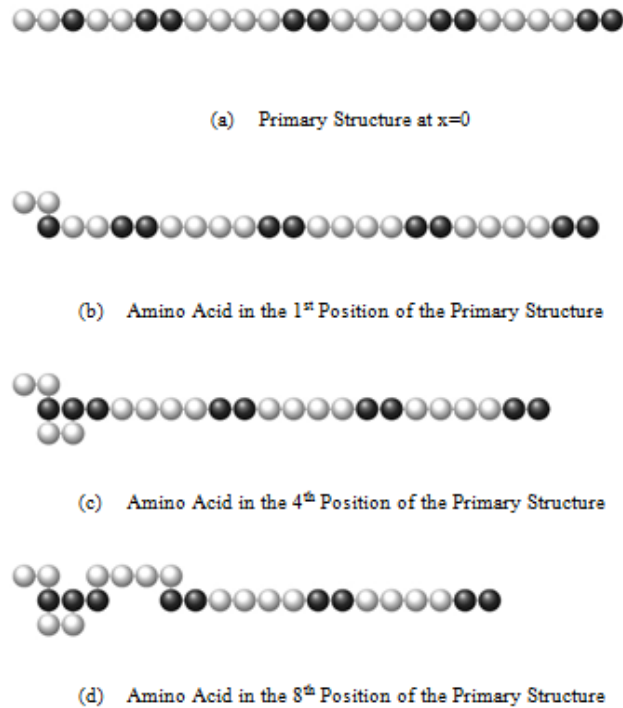 (a) Primary Structure at x=0
(b) Amino Acid in the 1st Position of the Primary Structure
(c) Amino Acid in the 4th Position of the Primary Structure
(d) Amino Acid in the 8th Position of the Primary Structure